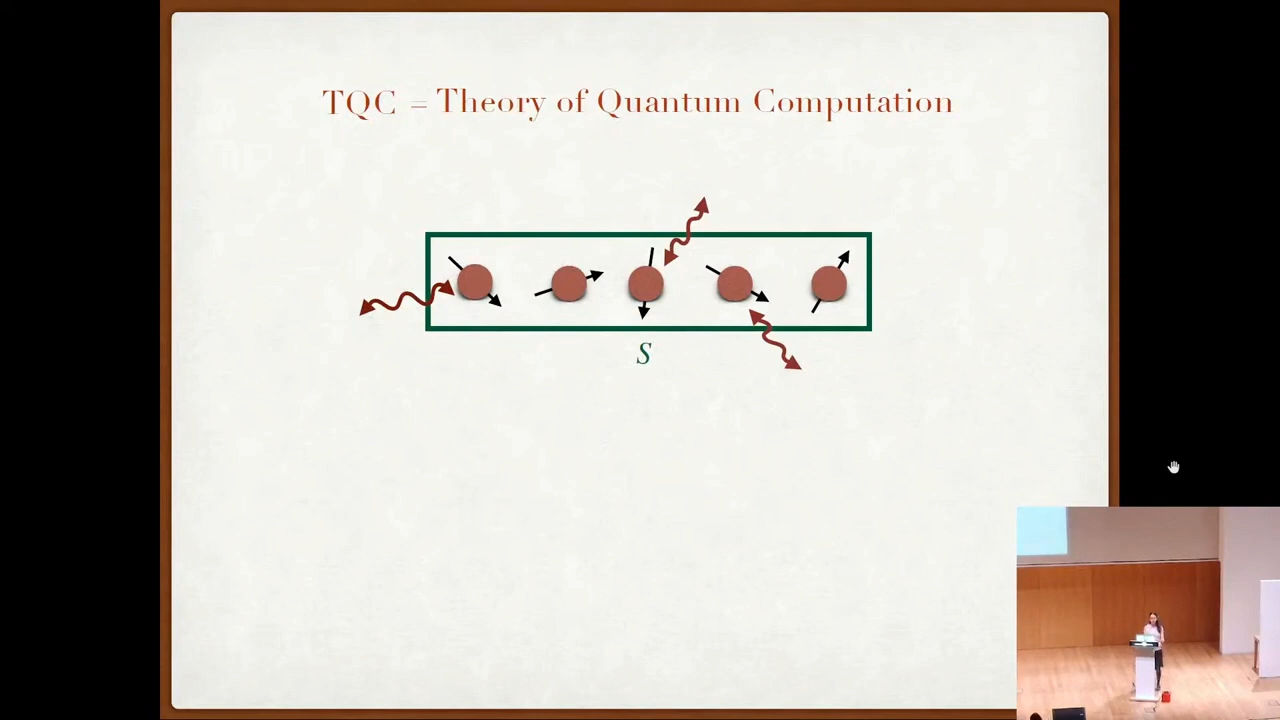 TQC = Theory of Quantum Computation
S